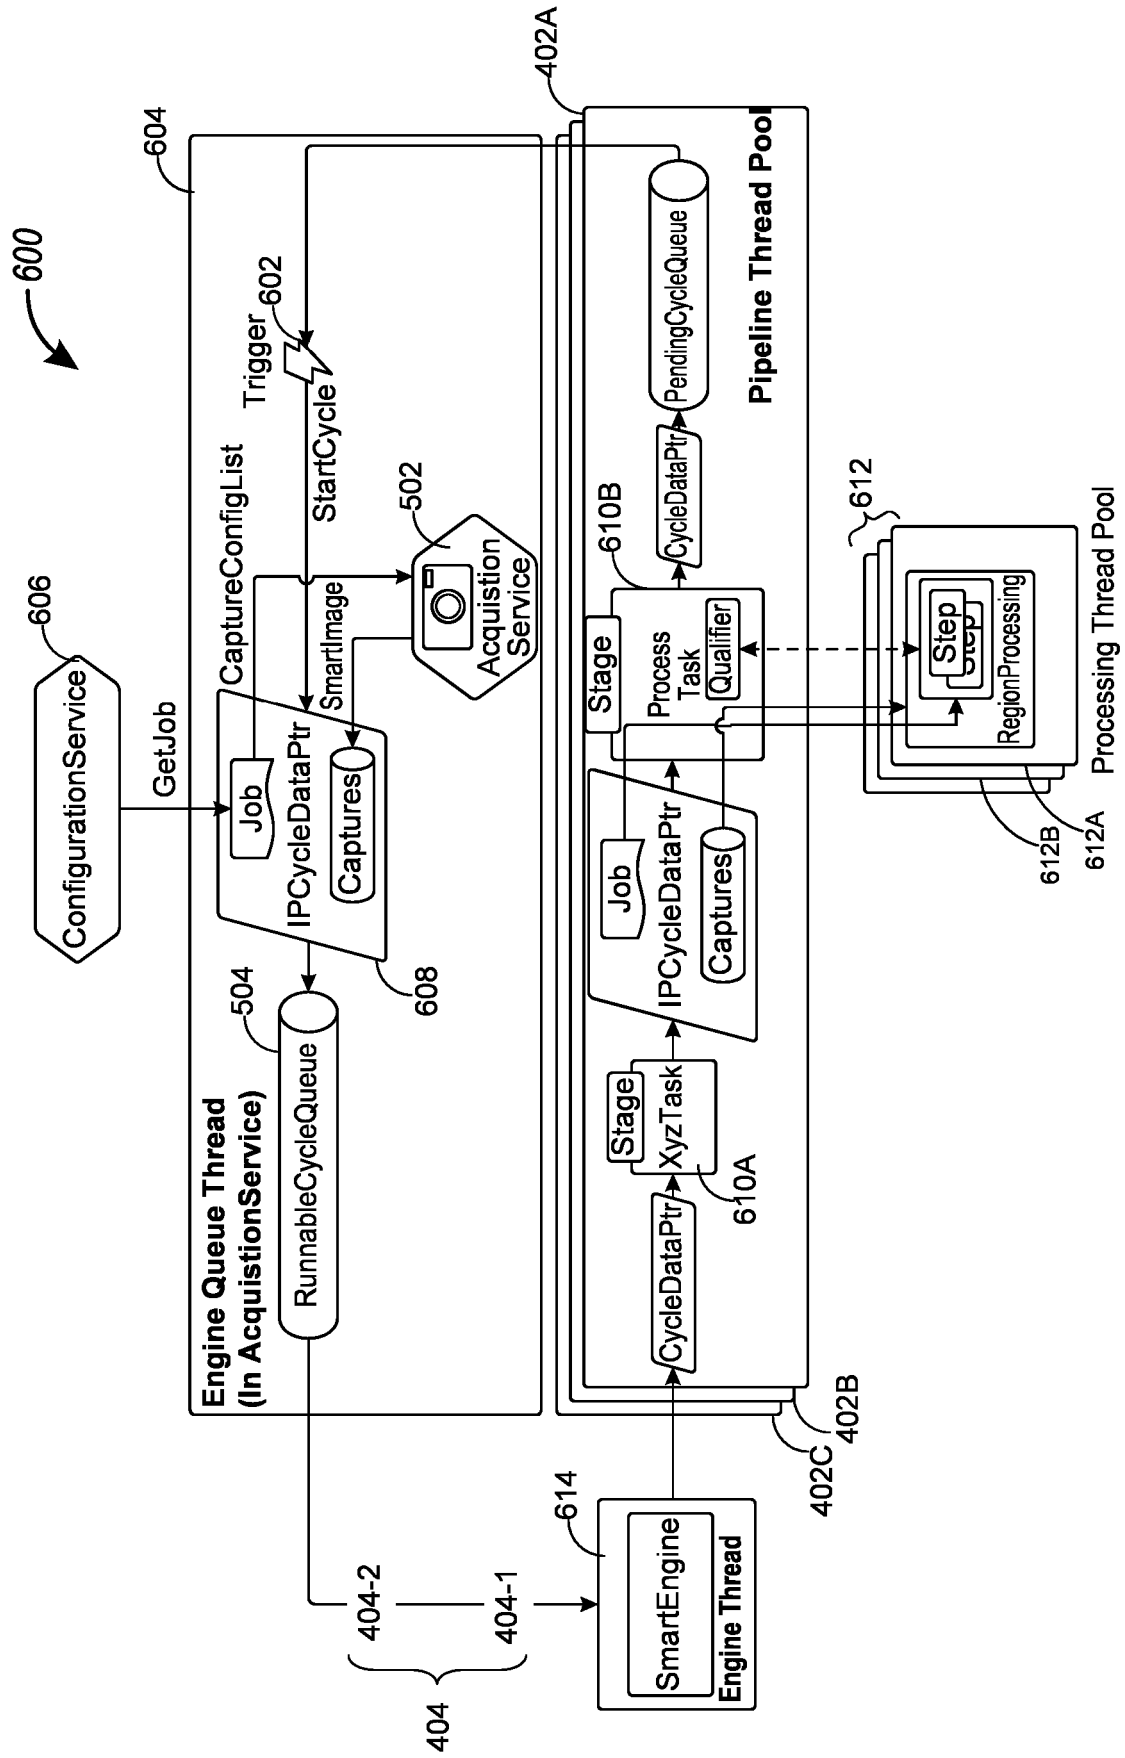 600
606
ConfigurationService
GetJob
604
Engine Queue Thread
(In AcquistionService)
504
RunnableCycleQueue
608
Job
IPCycleDataPtr
Captures
CaptureConfigList
SmartImage
Trigger
602
StartCycle
502
Acquistion
Service
404
404-2
404-1
614
SmartEngine
Engine Thread
402A
402B
402C
CycleDataPtr
Stage
XyzTask
610A
Job
IPCycleDataPtr
Captures
Stage
Process
Task
Qualifier
610B
CycleDataPtr
PendingCycleQueue
Pipeline Thread Pool
612
612B
612A
Step
Step
RegionProcessing
Processing Thread Pool